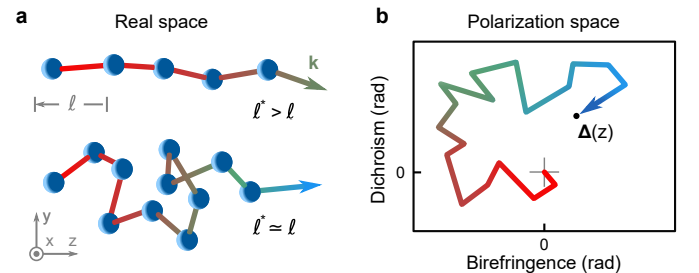 a Real space
k
ℓ
ℓ* > ℓ
ℓ* ≃ ℓ
y
x z
b Polarization space
Dichroism (rad)
Δ(z)
0
0
Birefringence (rad)